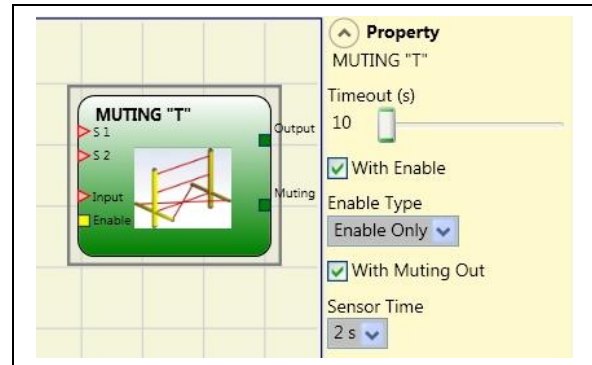 MUTING "T"
S 1
S 2
Input
Enable
Output
Muting
Property
MUTING "T"
Timeout (s)
10
With Enable
Enable Type
Enable Only
With Muting Out
Sensor Time
2 s